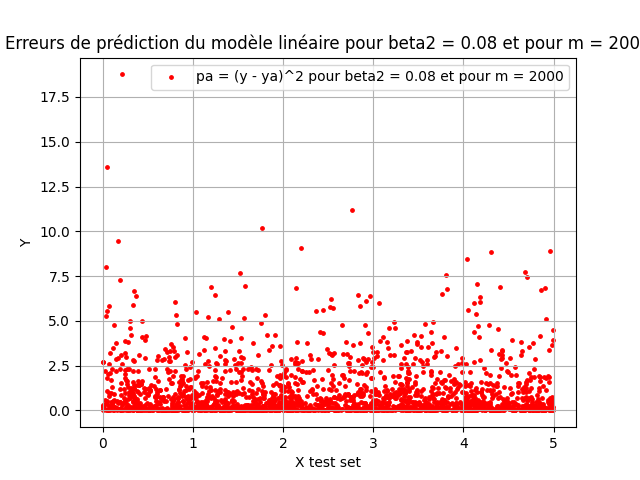 Erreurs de prédiction du modèle linéaire pour beta2 = 0.08 et pour m = 200
pa = (y - ya)^2 pour beta2 = 0.08 et pour m = 2000
17.5
15.0
12.5
10.0
7.5
5.0
2.5
0.0
Y
0 1 2 3 4 5
X test set